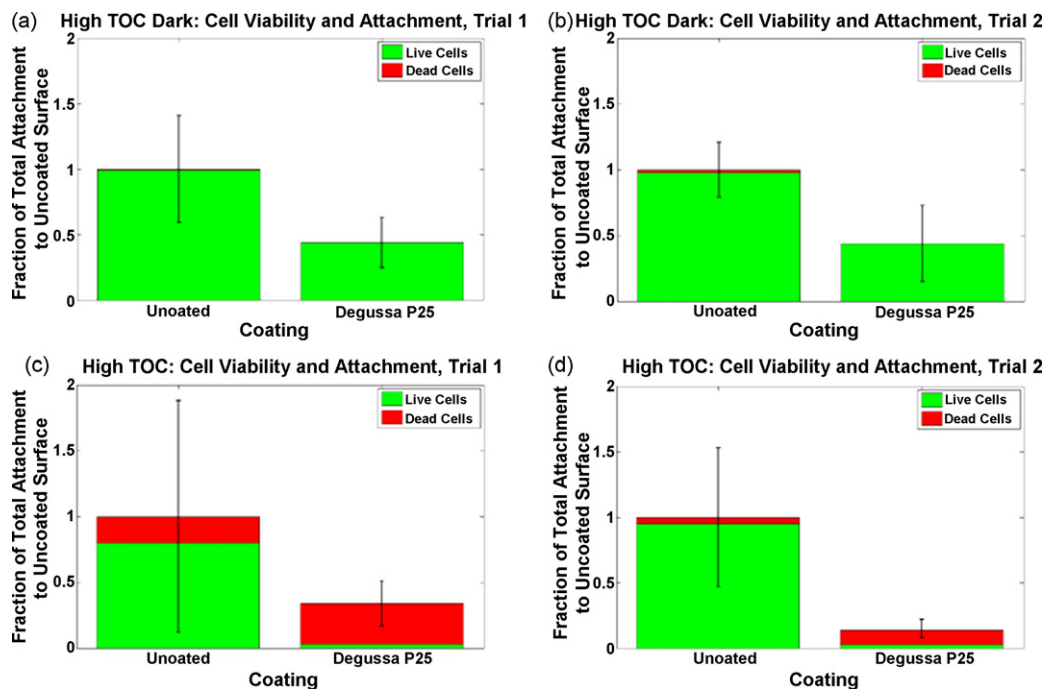 (a) High TOC Dark: Cell Viability and Attachment, Trial 1
2
1.5
1
0.5
0
Fraction of Total Attachment
to Uncoated Surface
Live Cells
Dead Cells
Unoated Degussa P25
Coating
(b) High TOC Dark: Cell Viability and Attachment, Trial 2
2
1.5
1
0.5
0
Fraction of Total Attachment
to Uncoated Surface
Live Cells
Dead Cells
Unoated Degussa P25
Coating
(c) High TOC: Cell Viability and Attachment, Trial 1
2
1.5
1
0.5
0
Fraction of Total Attachment
to Uncoated Surface
Live Cells
Dead Cells
Unoated Degussa P25
Coating
(d) High TOC: Cell Viability and Attachment, Trial 2
2
1.5
1
0.5
0
Fraction of Total Attachment
to Uncoated Surface
Live Cells
Dead Cells
Unoated Degussa P25
Coating